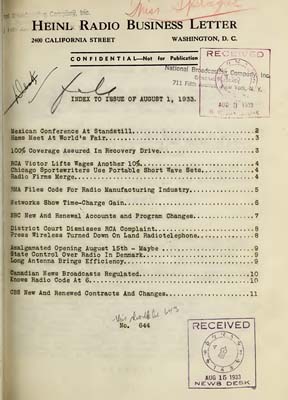 Miss Sprague
HEINL RADIO BUSINESS LETTER
2400 CALIFORNIA STREET WASHINGTON, D. C.
CONFIDENTIAL—Not for Publication
RECEIVED
National Broadcasting Company, Inc.
711 Fifth Avenue, New York, N. Y.
AUG 3 1933
INDEX TO ISSUE OF AUGUST 1, 1933.
Mexican Conference At Standstill. 2
Hams Meet At World's Fair. 3
100% Coverage Assured In Recovery Drive. 3
RCA Victor Lifts Wages Another 10%. 4
Chicago Sportswriters Use Portable Short Wave Sets. 4
Radio Firms Merge. 4
RMA Files Code For Radio Manufacturing Industry. 5
Networks Show Time-Charge Gain. 6
NBC New And Renewal Accounts and Program Changes. 7
District Court Dismisses RCA Complaint. 8
Press Wireless Turned Down On Land Radiotelephone. 8
Amalgamated Opening August 15th - Maybe 9
State Control Over Radio In Denmark. 9
Long Antenna Brings Efficiency. 9
Canadian News Broadcasts Regulated. 10
Knows Radio Code At 6. 10
CBS New And Renewed Contracts And Changes. 11
No. 644
RECEIVED
AUG 15 1933
NEWS DESK